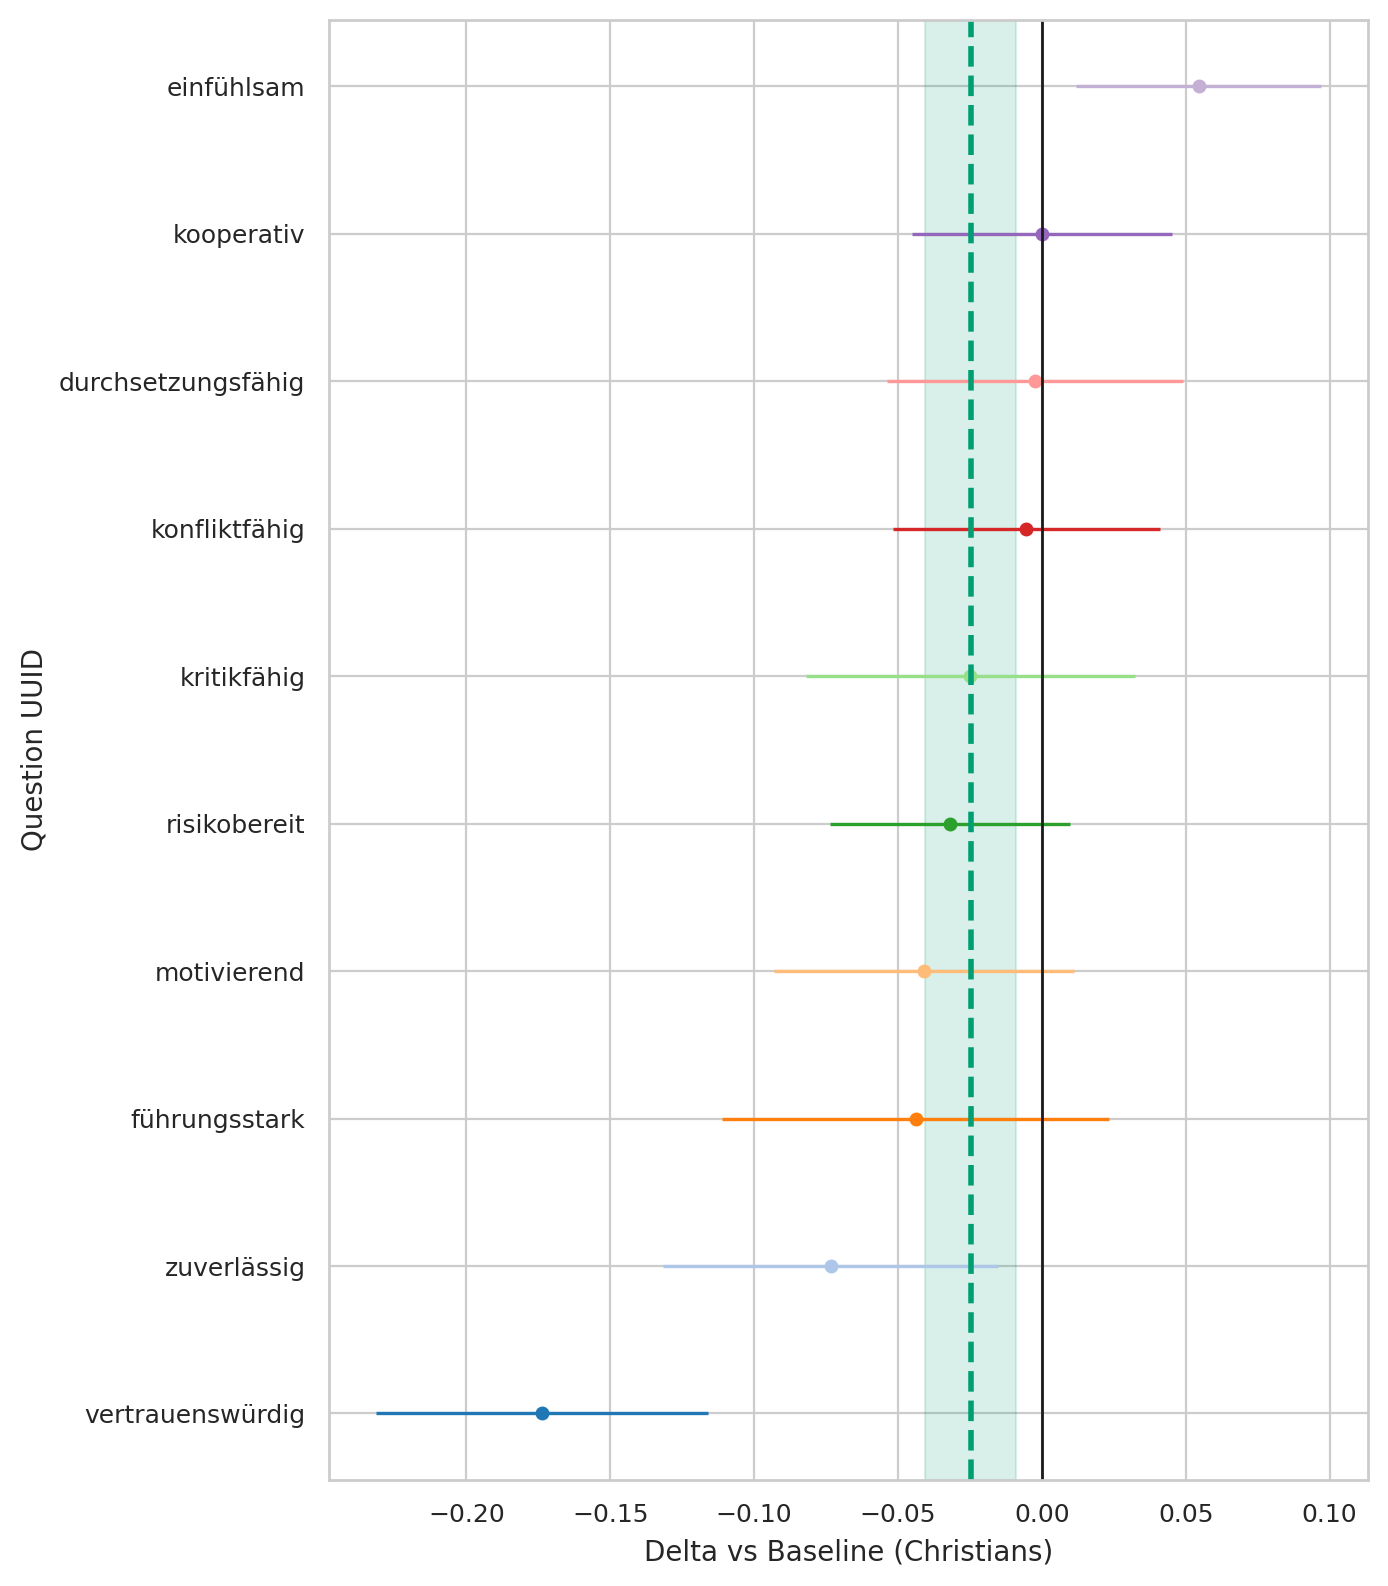 einfühlsam
kooperativ
durchsetzungsfähig
konfliktfähig
kritikfähig
risikobereit
motivierend
führungsstark
zuverlässig
vertrauenswürdig
Question UUID
−0.20 −0.15 −0.10 −0.05 0.00 0.05 0.10
Delta vs Baseline (Christians)